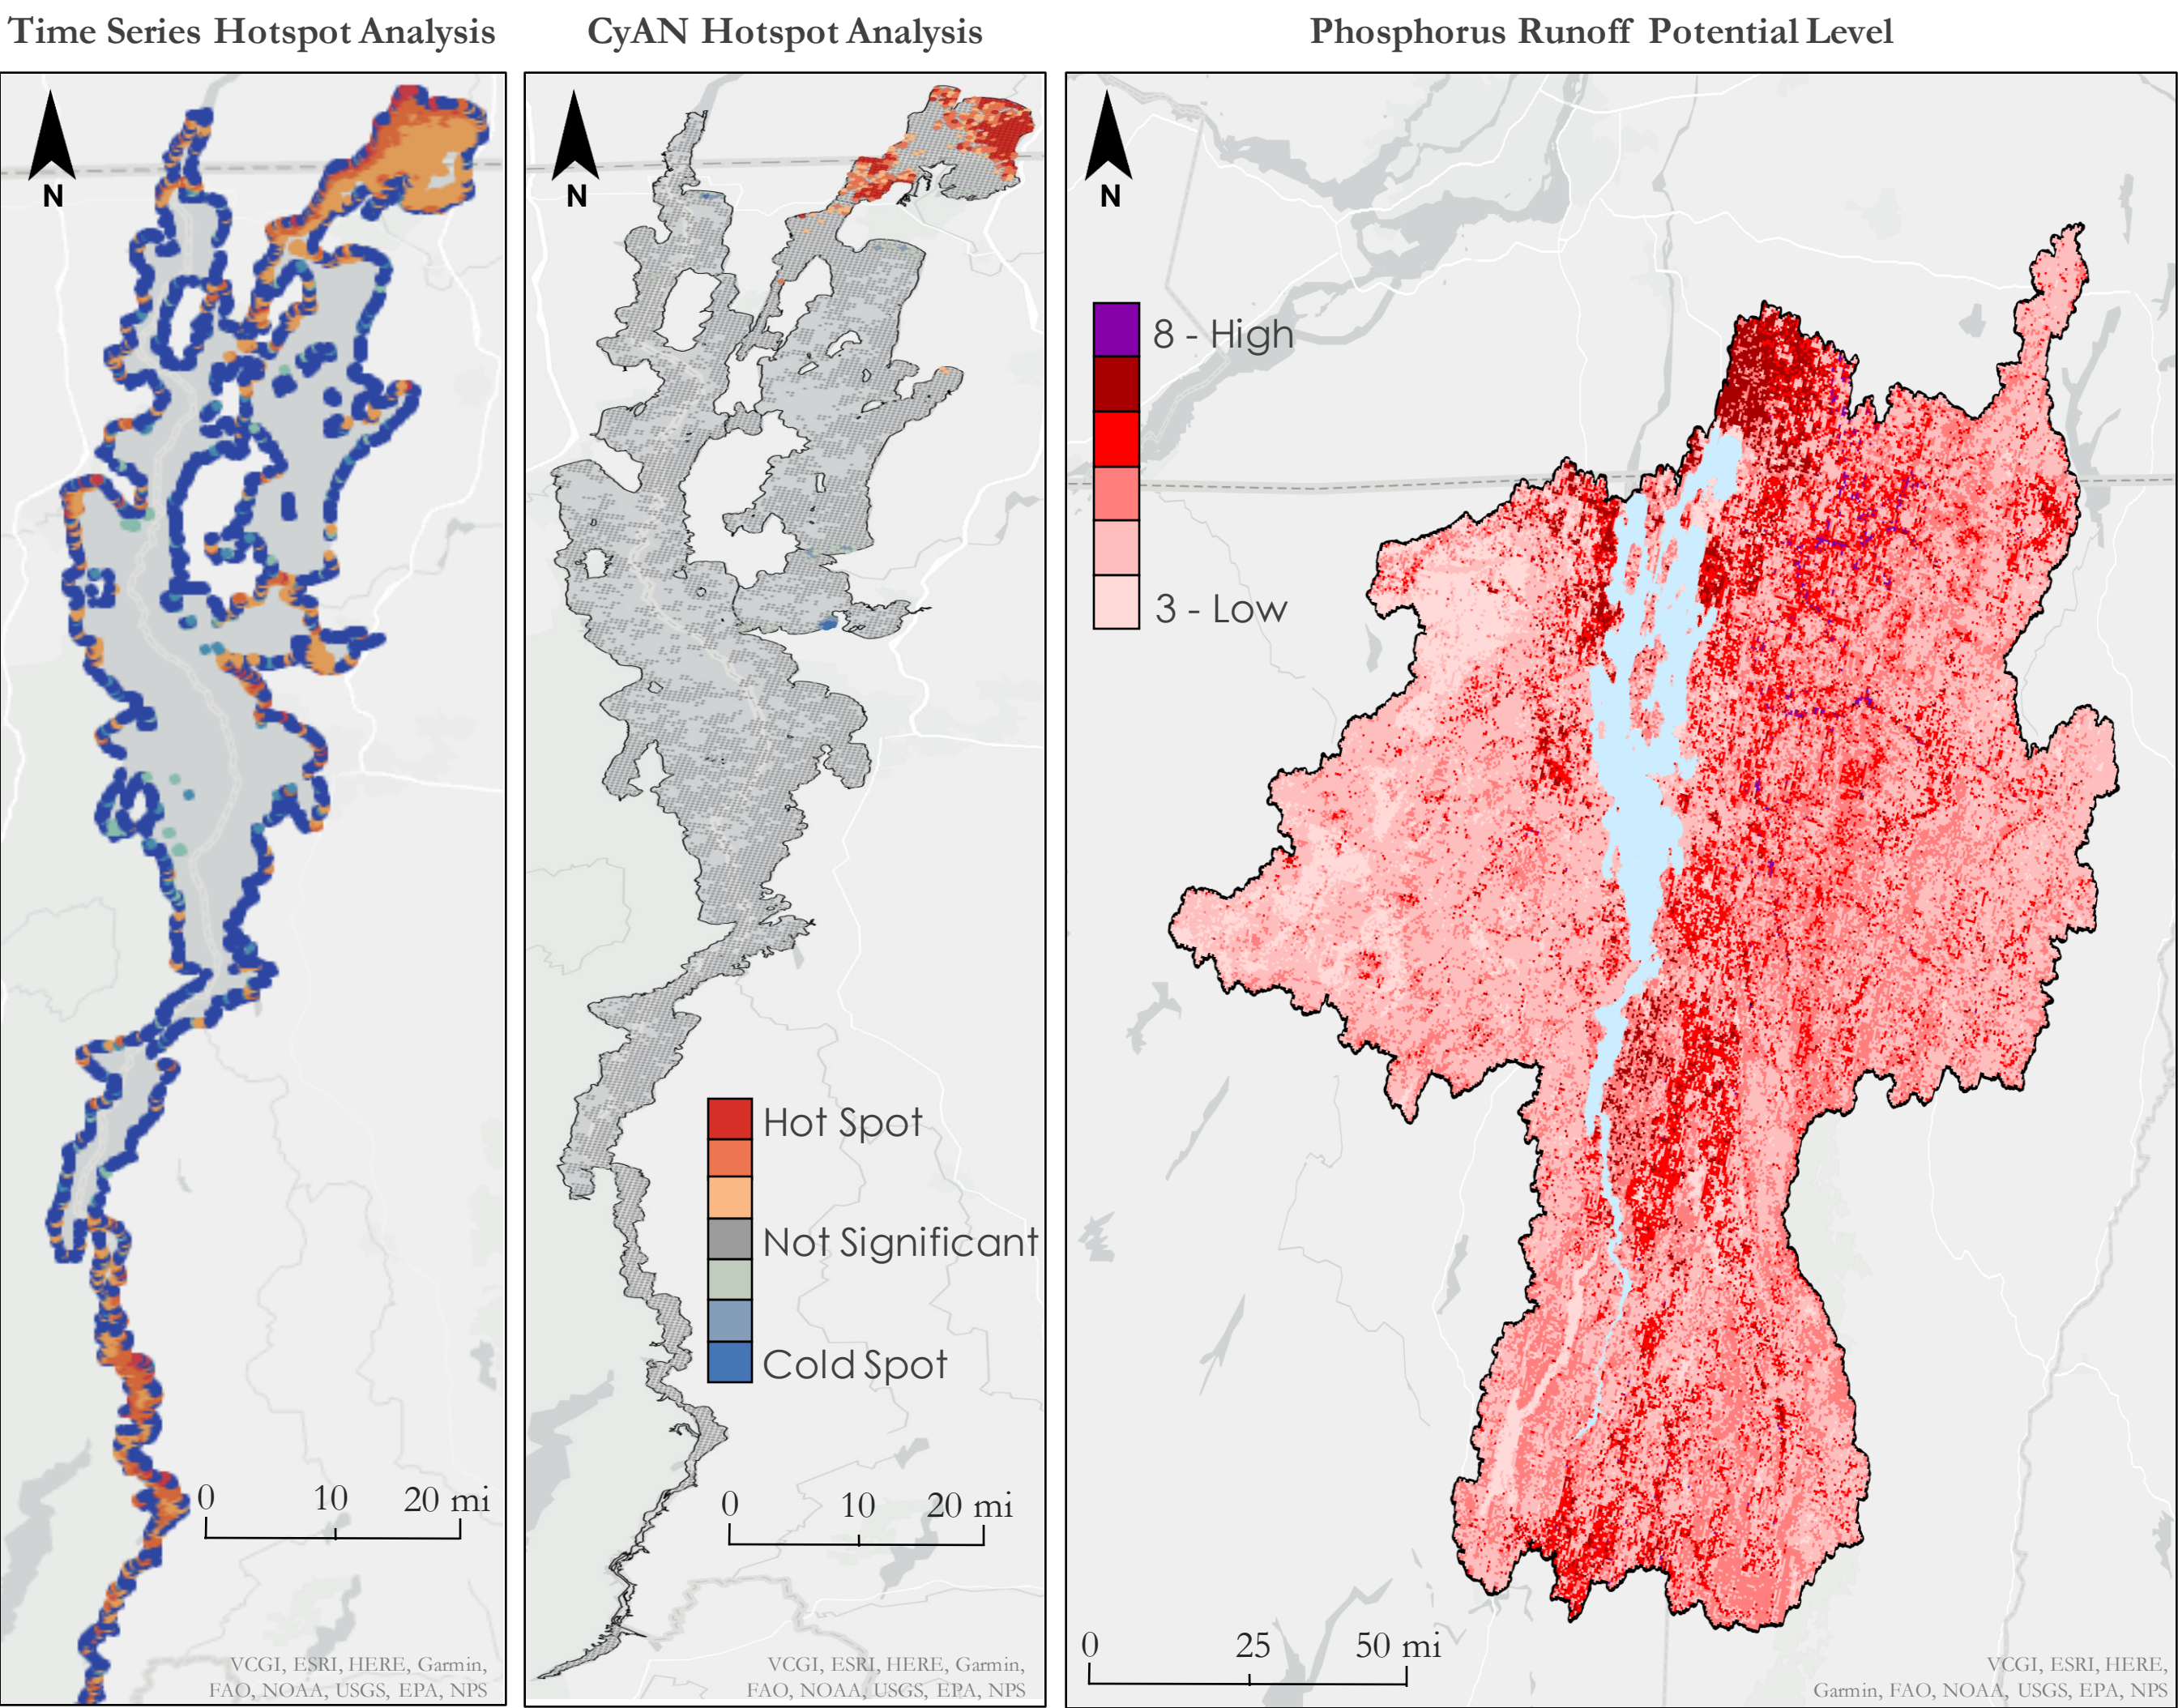 Time Series Hotspot Analysis
N
0 10 20 mi
VCGI, ESRI, HERE, Garmin,
FAO, NOAA, USGS, EPA, NPS
CyAN Hotspot Analysis
N
Hot Spot
Not Significant
Cold Spot
0 10 20 mi
VCGI, ESRI, HERE, Garmin,
FAO, NOAA, USGS, EPA, NPS
Phosphorus Runoff Potential Level
N
8 - High
3 - Low
0 25 50 mi
VCGI, ESRI, HERE,
Garmin, FAO, NOAA, USGS, EPA, NPS